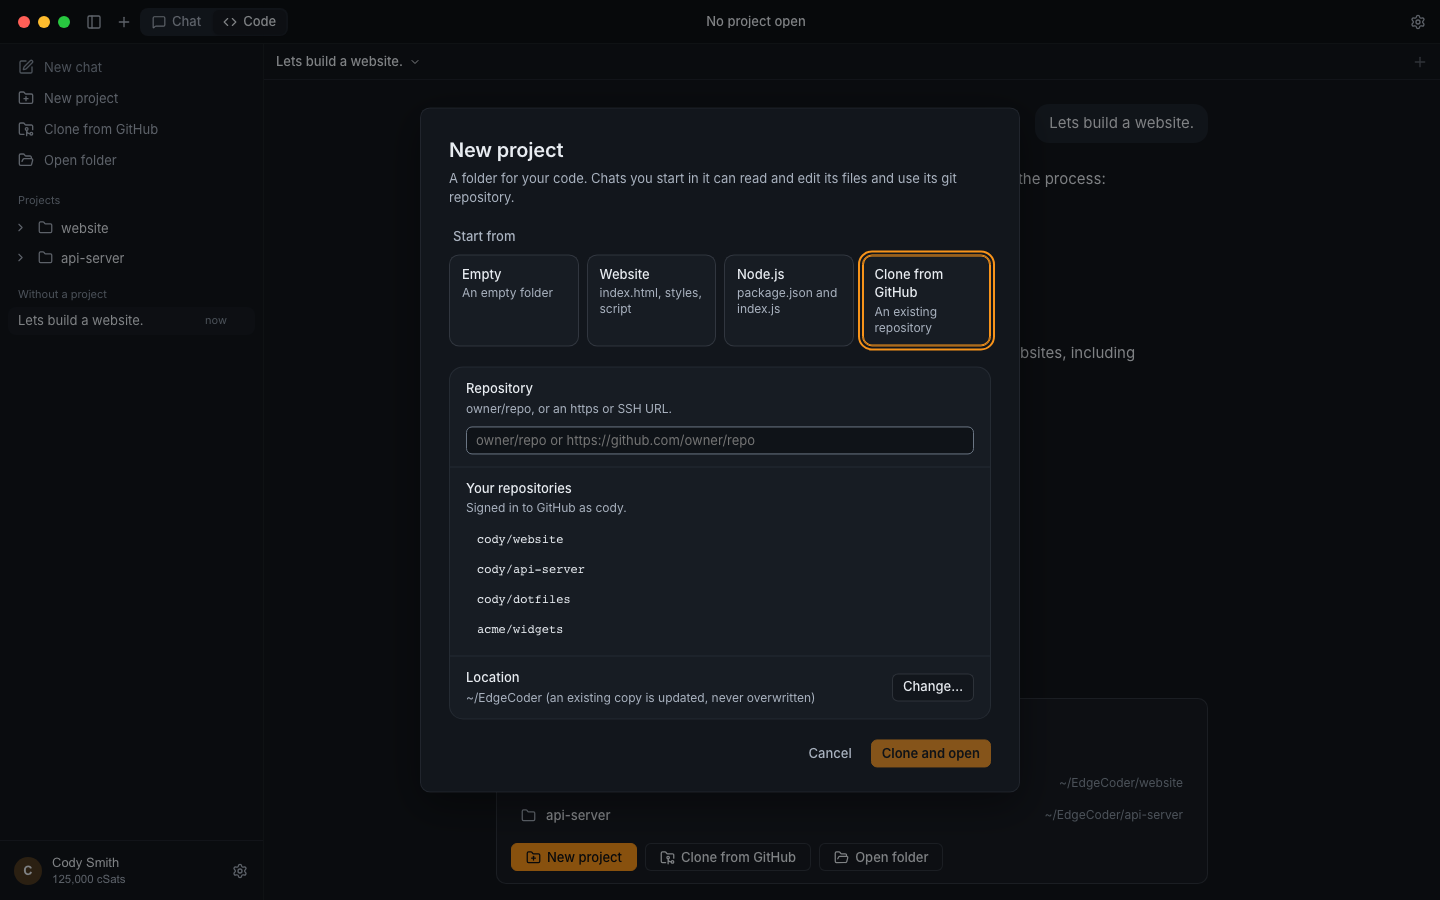 Chat
Code
No project open
New chat
New project
Clone from GitHub
Open folder
Projects
website
api-server
Without a project
Lets build a website.
now
Cody Smith
125,000 cSats
C
Lets build a website.
Lets build a website.
the process:
bsites, including
New project
A folder for your code. Chats you start in it can read and edit its files and use its git
repository.
Start from
Empty
An empty folder
Website
index.html, styles,
script
Node.js
package.json and
index.js
Clone from
GitHub
An existing
repository
Repository
owner/repo, or an https or SSH URL.
owner/repo or https://github.com/owner/repo
Your repositories
Signed in to GitHub as cody.
cody/website
cody/api-server
cody/dotfiles
acme/widgets
Location
~/EdgeCoder (an existing copy is updated, never overwritten)
Change...
Cancel
Clone and open
~/EdgeCoder/website
api-server
~/EdgeCoder/api-server
New project
Clone from GitHub
Open folder